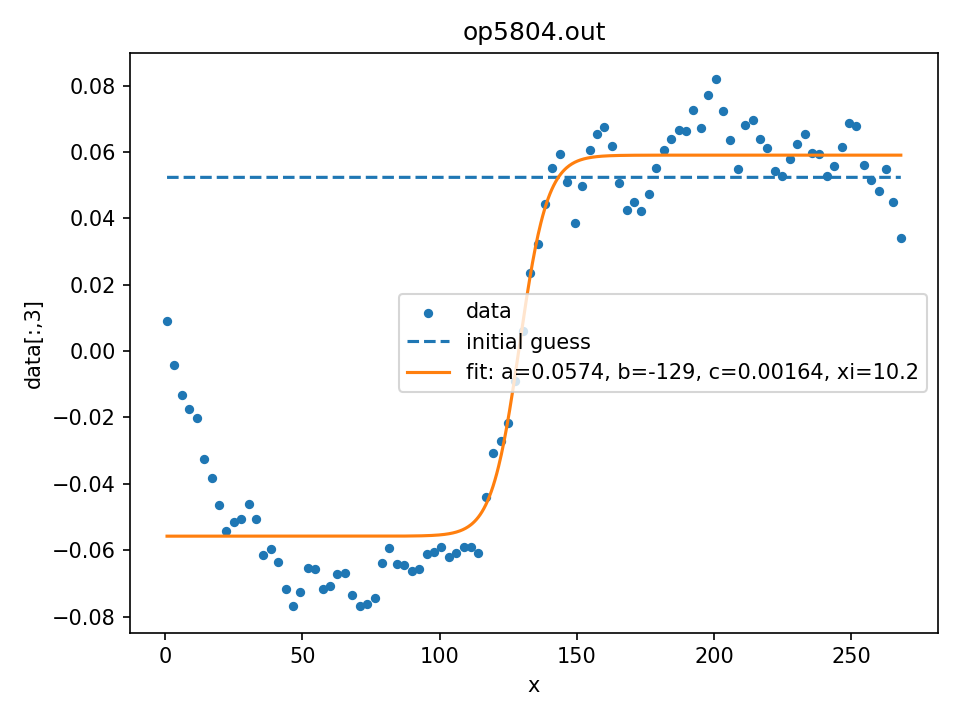 op5804.out
0.08
0.06
0.04
0.02
0.00
−0.02
−0.04
−0.06
−0.08
data[:,3]
data
initial guess
fit: a=0.0574, b=-129, c=0.00164, xi=10.2
0 50 100 150 200 250
x